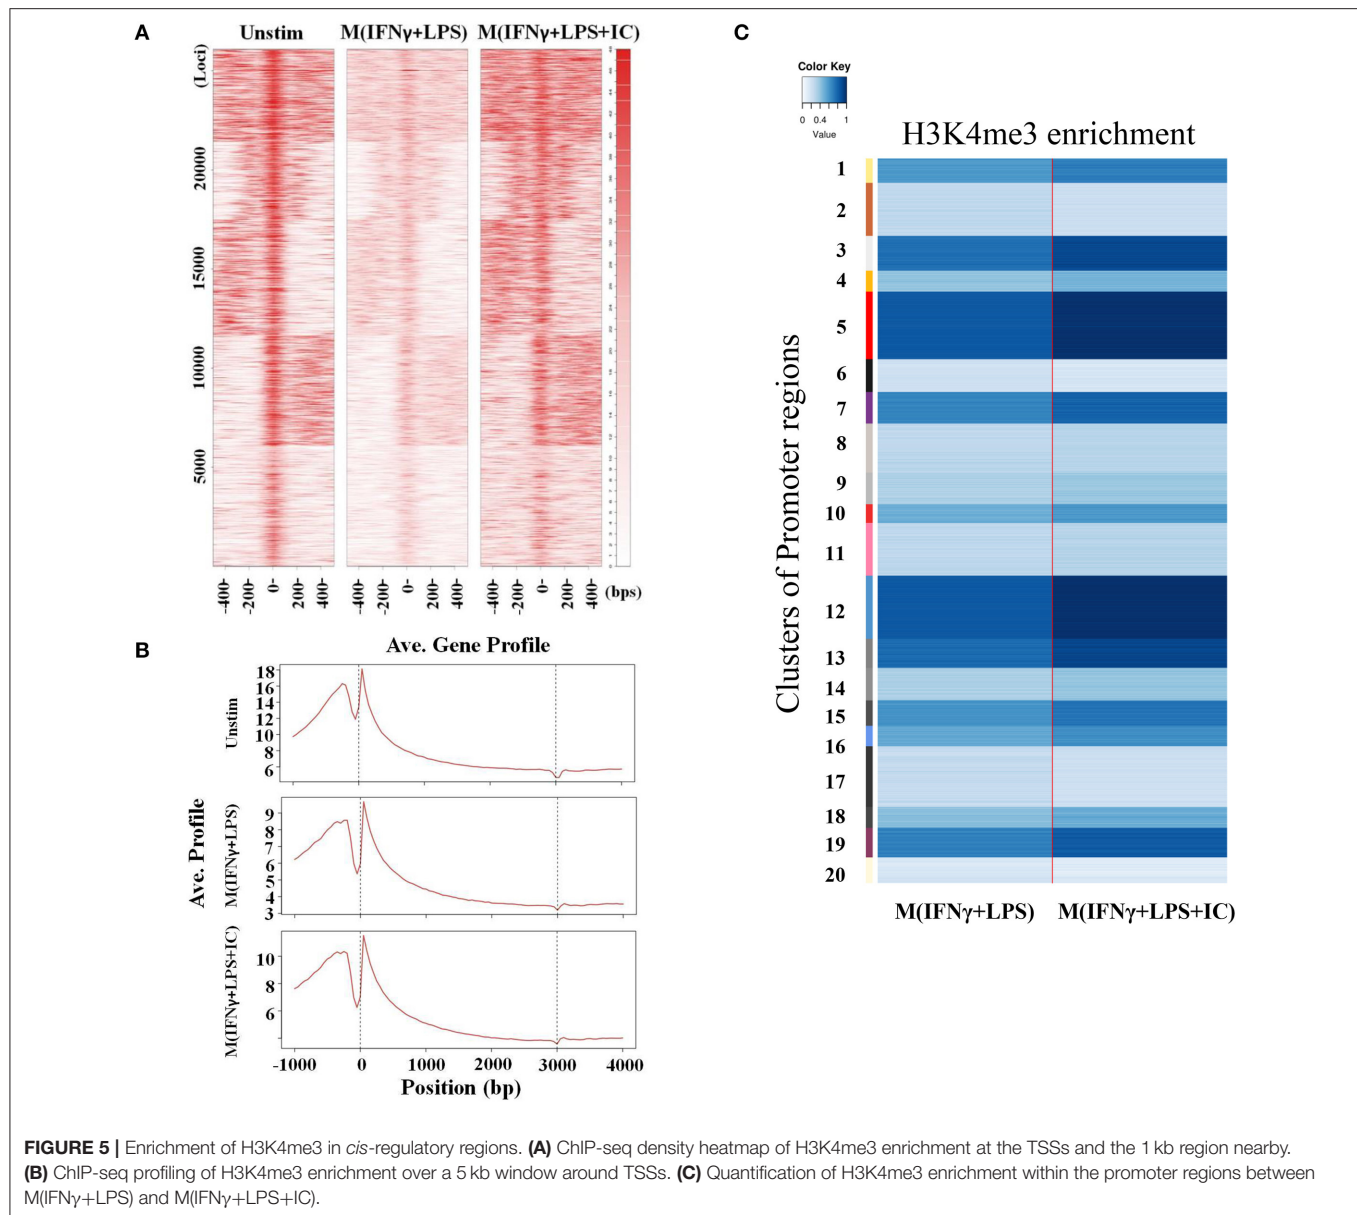 A
Unstim
M(IFNγ+LPS)
M(IFNγ+LPS+IC)
(Loci)
20000
15000
10000
5000
-400
-200
0
200
400
-400
-200
0
200
400
-400
-200
0
200
400
(bps)
B
Ave. Gene Profile
Ave. Profile
Unstim
18
16
14
12
10
8
6
M(IFNγ+LPS)
9
8
7
6
5
4
3
M(IFNγ+LPS+IC)
10
8
6
-1000
0
1000
2000
3000
4000
Position (bp)
C
Color Key
0 0.4 1
Value
H3K4me3 enrichment
Clusters of Promoter regions
1
2
3
4
5
6
7
8
9
10
11
12
13
14
15
16
17
18
19
20
M(IFNγ+LPS)
M(IFNγ+LPS+IC)
FIGURE 5 | Enrichment of H3K4me3 in cis-regulatory regions. (A) ChIP-seq density heatmap of H3K4me3 enrichment at the TSSs and the 1 kb region nearby.
(B) ChIP-seq profiling of H3K4me3 enrichment over a 5 kb window around TSSs. (C) Quantification of H3K4me3 enrichment within the promoter regions between
M(IFNγ+LPS) and M(IFNγ+LPS+IC).